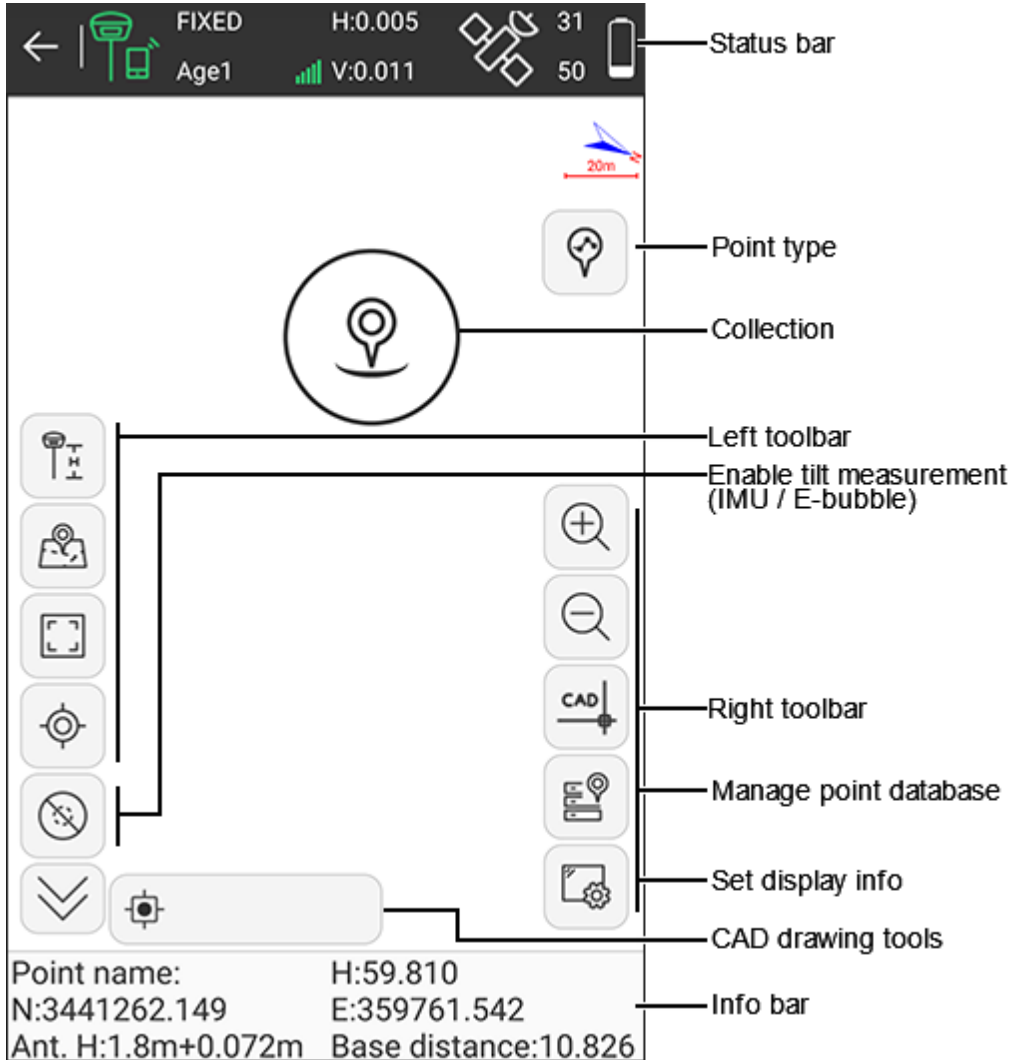 FIXED H:0.005 31
Age1 V:0.011 50
Status bar
N
20m
Point type
Collection
H
Left toolbar
Enable tilt measurement
(IMU / E-bubble)
CAD
Right toolbar
Manage point database
Set display info
CAD drawing tools
Point name: H:59.810
N:3441262.149 E:359761.542
Info bar
Ant. H:1.8m+0.072m Base distance:10.826